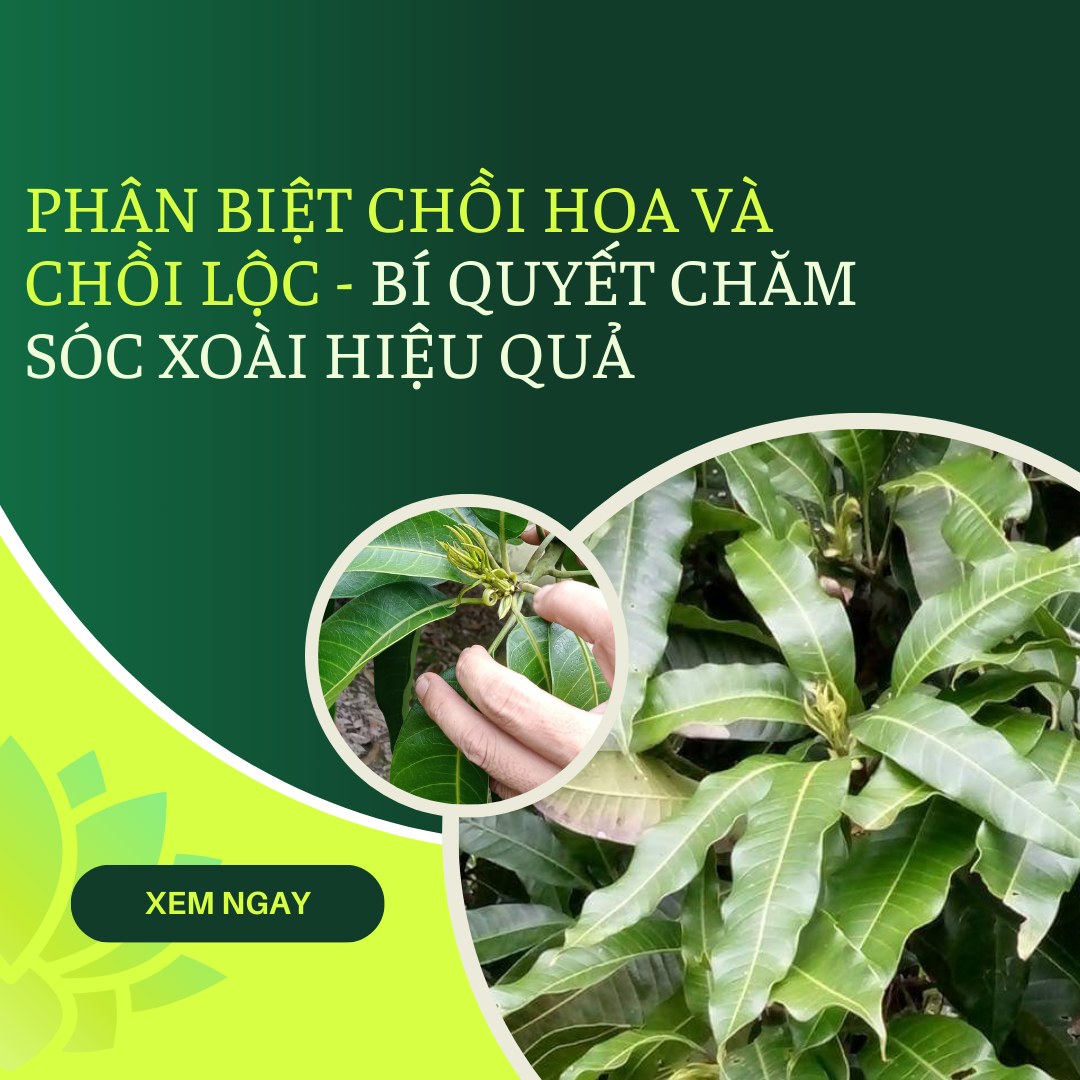 PHÂN BIỆT CHỒI HOA VÀ
CHỒI LỘC - BÍ QUYẾT CHĂM
SÓC XOÀI HIỆU QUẢ
XEM NGAY